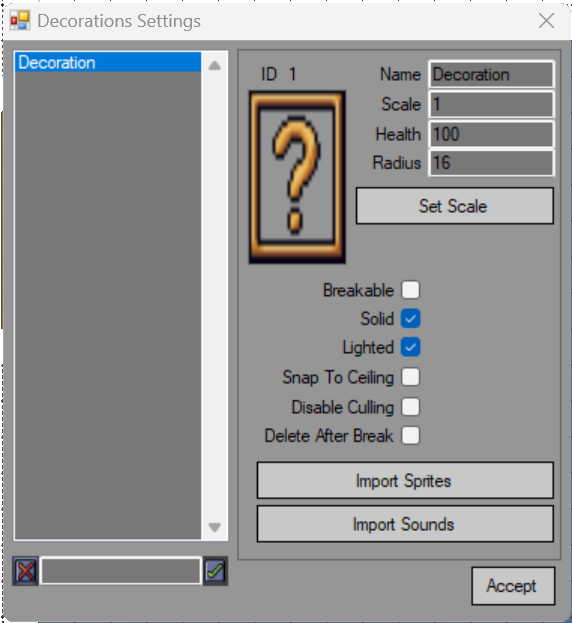 Decorations Settings
Decoration
ID 1
Name Decoration
Scale 1
Health 100
Radius 16
Set Scale
Breakable
Solid
Lighted
Snap To Ceiling
Disable Culling
Delete After Break
Import Sprites
Import Sounds
Accept